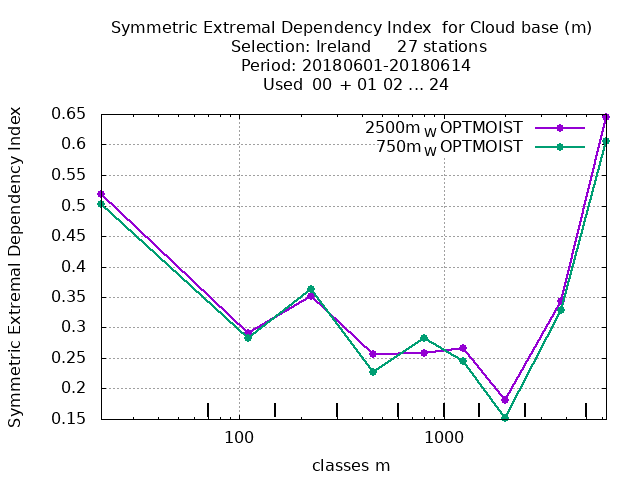 Symmetric Extremal Dependency Index  for Cloud base (m)
Selection: Ireland     27 stations
Period: 20180601-20180614
Used  00 + 01 02 ... 24
Symmetric Extremal Dependency Index
0.65
0.6
0.55
0.5
0.45
0.4
0.35
0.3
0.25
0.2
0.15
2500m_W OPTMOIST
750m_W OPTMOIST
100
1000
classes m